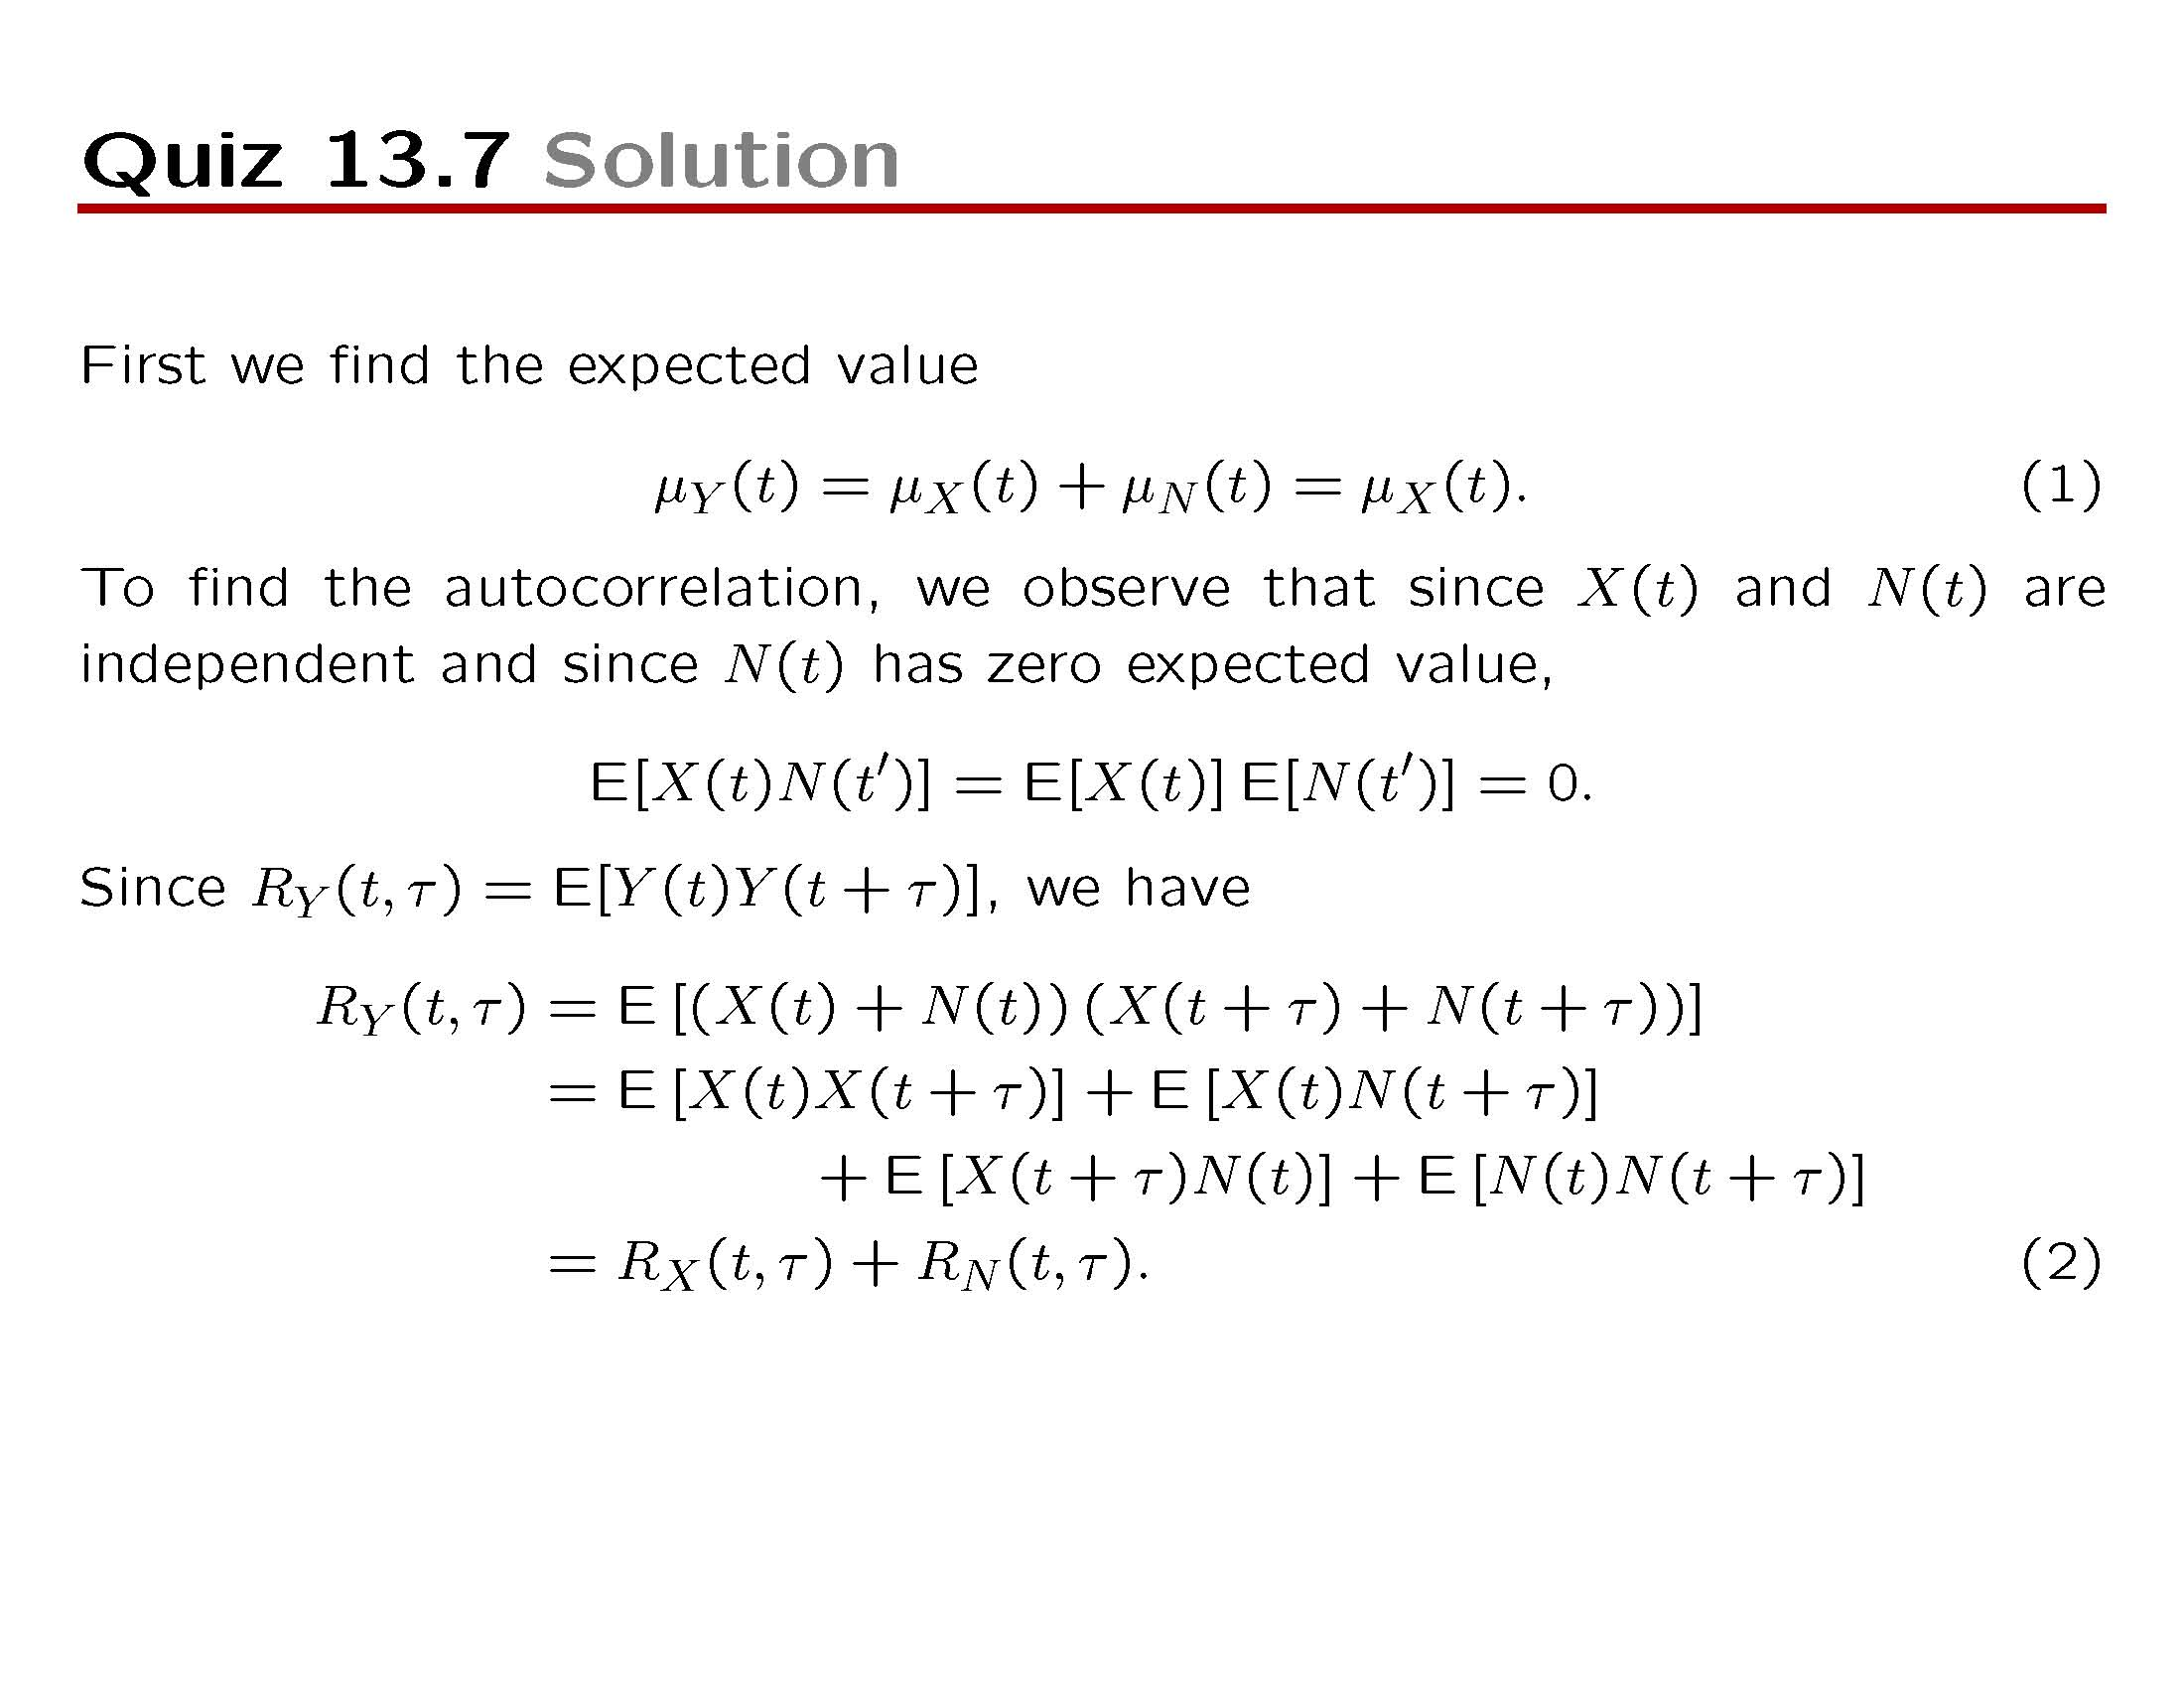 Quiz 13.7 Solution
First we find the expected value
μ_Y(t) = μ_X(t) + μ_N(t) = μ_X(t). (1)
To find the autocorrelation, we observe that since X(t) and N(t) are
independent and since N(t) has zero expected value,
E[X(t)N(t′)] = E[X(t)] E[N(t′)] = 0.
Since R_Y(t, τ) = E[Y(t)Y(t + τ)], we have
R_Y(t, τ) = E [(X(t) + N(t)) (X(t + τ) + N(t + τ))]
= E [X(t)X(t + τ)] + E [X(t)N(t + τ)]
+ E [X(t + τ)N(t)] + E [N(t)N(t + τ)]
= R_X(t, τ) + R_N(t, τ). (2)